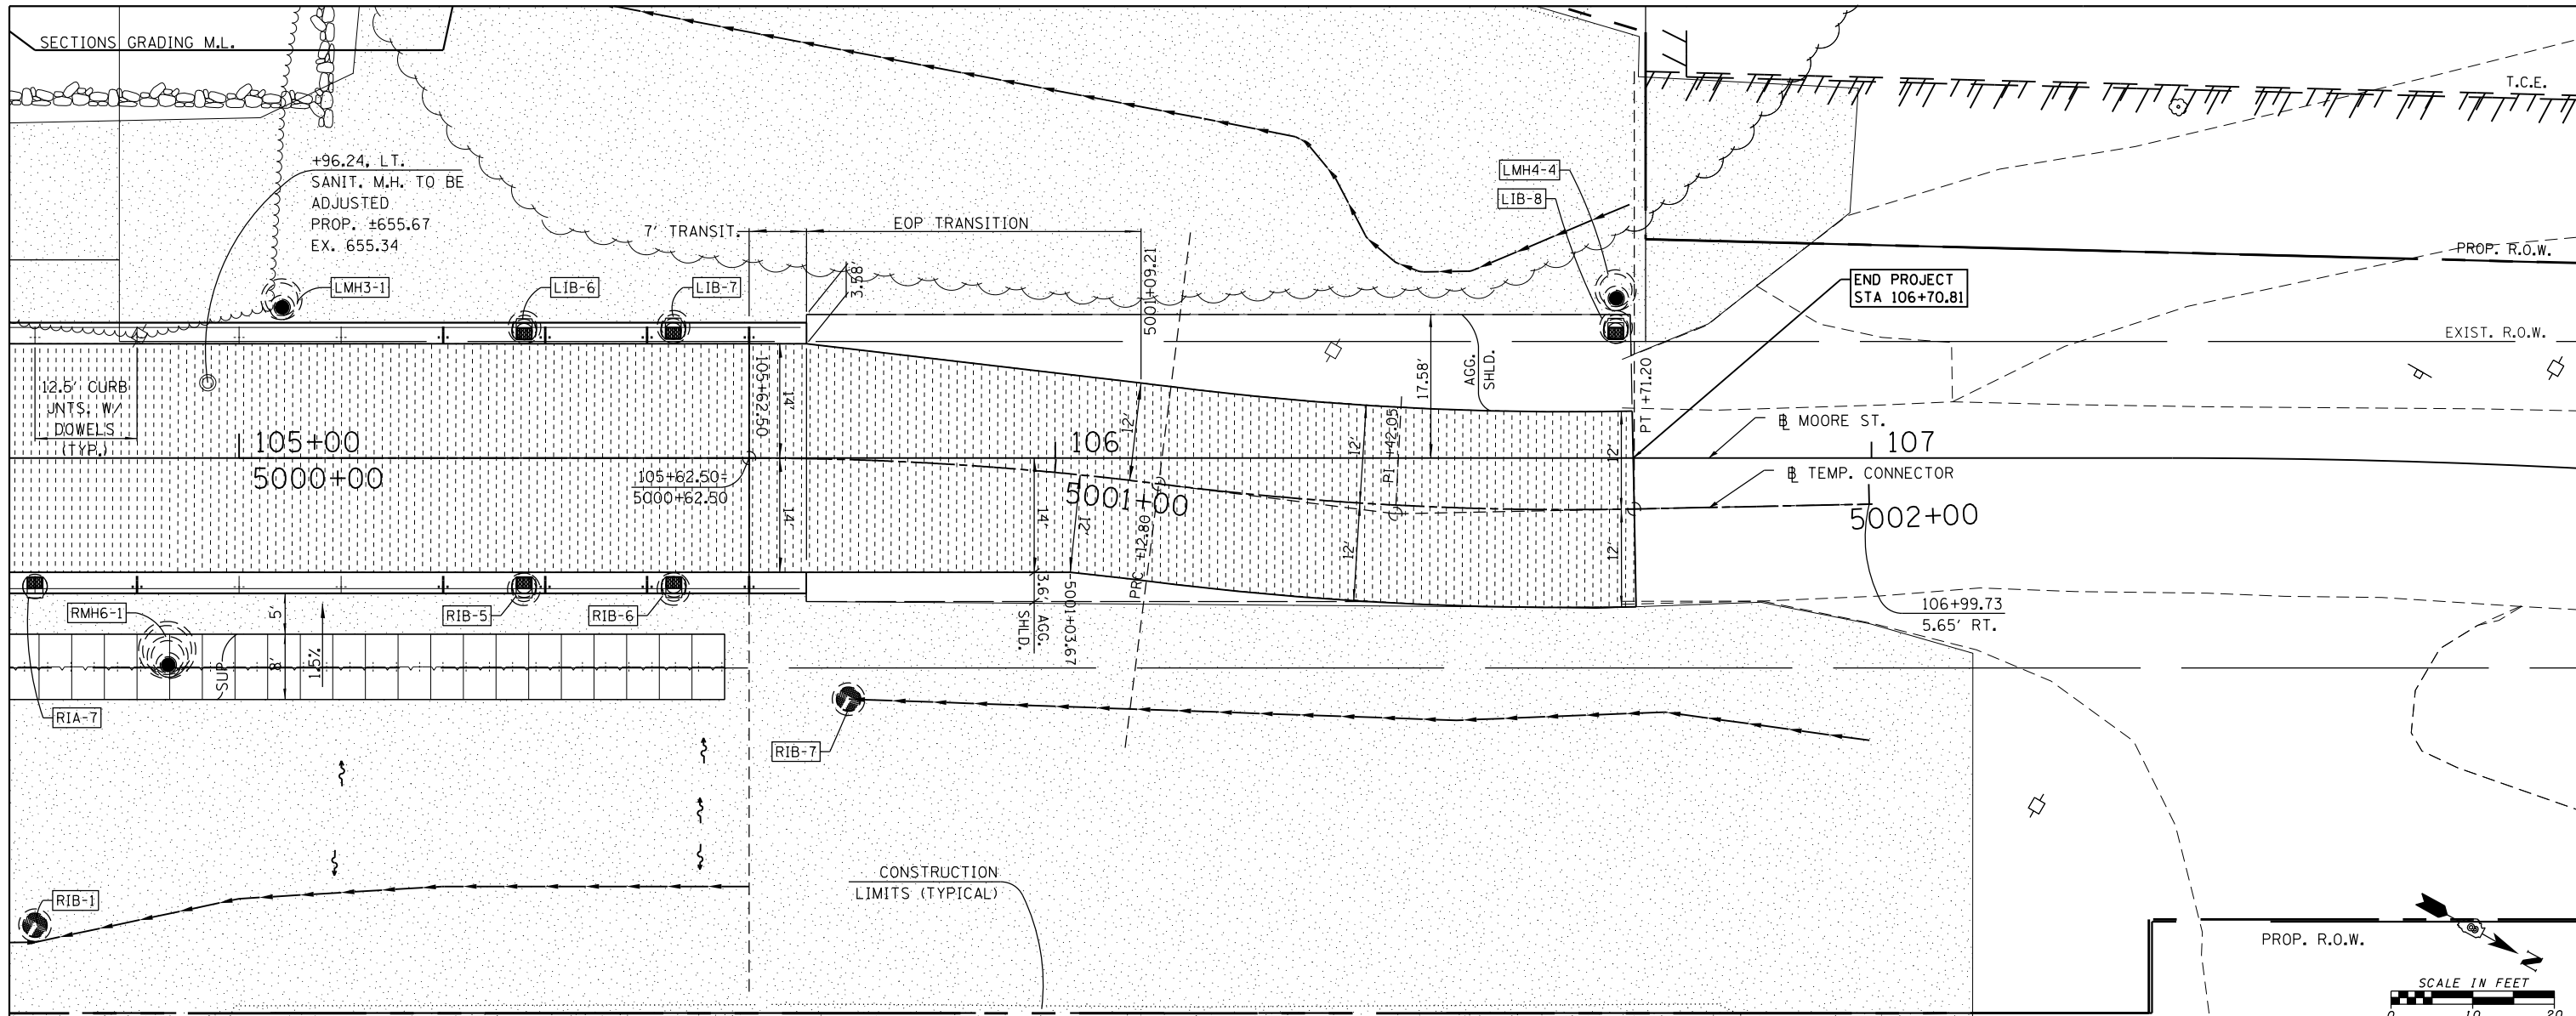 SECTIONS GRADING M.L.
T.C.E.
+96.24, LT.
SANIT. M.H. TO BE
ADJUSTED
PROP. ±655.67
EX. 655.34
LMH4-4
LIB-8
7' TRANSIT.
EOP TRANSITION
PROP. R.O.W.
5001+09.21
3.58'
LMH3-1
LIB-6
LIB-7
END PROJECT
STA 106+70.81
EXIST. R.O.W.
12.5' CURB
JNTS. W/
DOWELS
(TYP.)
105+62.50
14'
17.58'
AGG.
SHLD.
PT +71.20
12'
12'
12'
PI +42.05
105+00
5000+00
106
5001+00
℄ MOORE ST.
107
℄ TEMP. CONNECTOR
5002+00
105+62.50=
5000+62.50
14'
14'
12'
12'
12'
PRC +12.80
3.6' AGG.
SHLD.
5001+03.67
RMH6-1
5'
8'
SUP
1.5%
RIB-5
RIB-6
106+99.73
5.65' RT.
RIA-7
RIB-7
CONSTRUCTION
LIMITS (TYPICAL)
RIB-1
PROP. R.O.W.
N
SCALE IN FEET
0 10 20